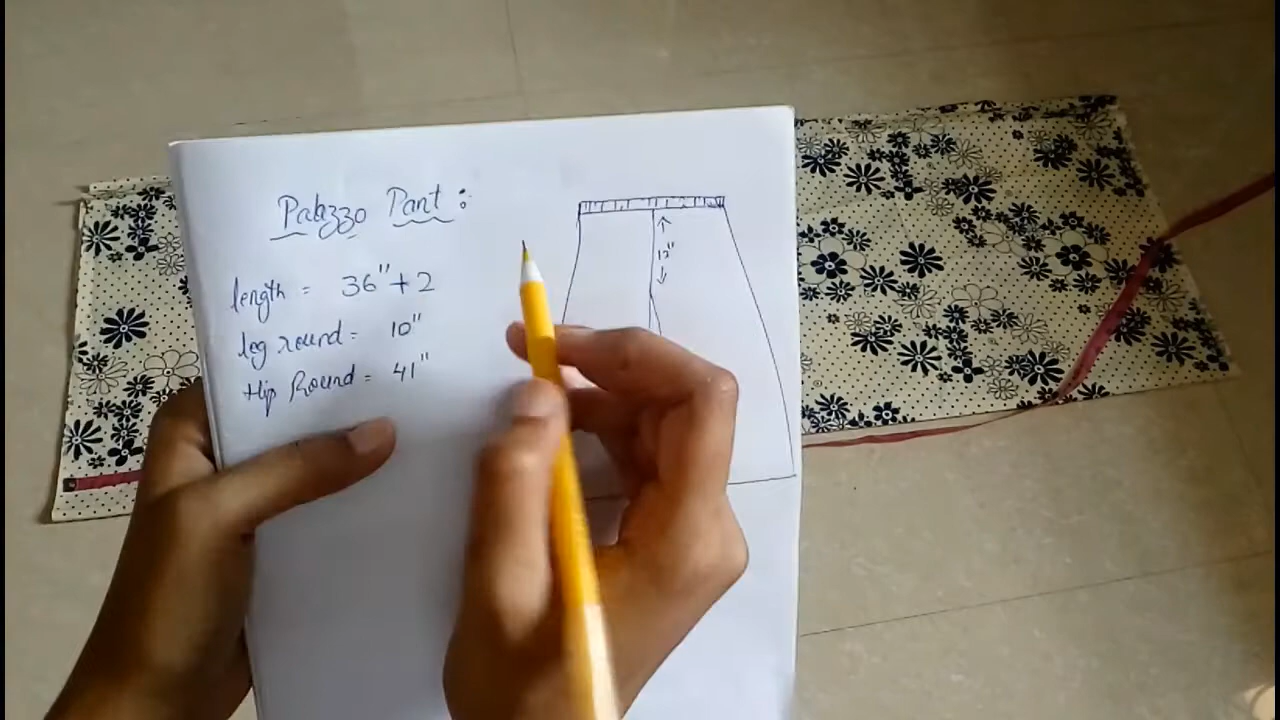 Palazzo Pant :
length = 36"+2
leg round = 10"
Hip Round = 41"
12"